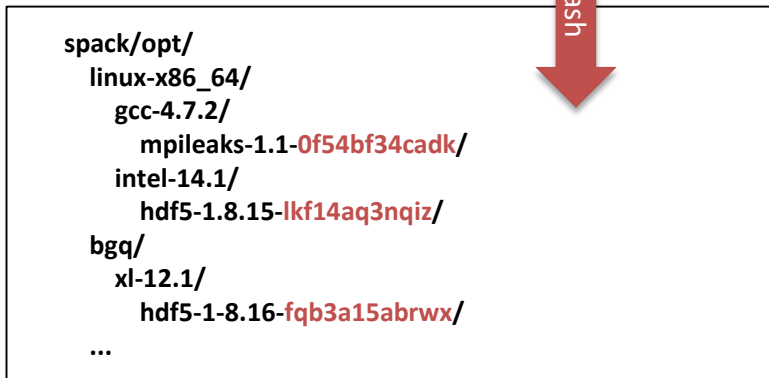 ash
spack/opt/
linux-x86_64/
gcc-4.7.2/
mpileaks-1.1-0f54bf34cadk/
intel-14.1/
hdf5-1.8.15-lkf14aq3nqiz/
bgq/
xl-12.1/
hdf5-1-8.16-fqb3a15abrwx/
...